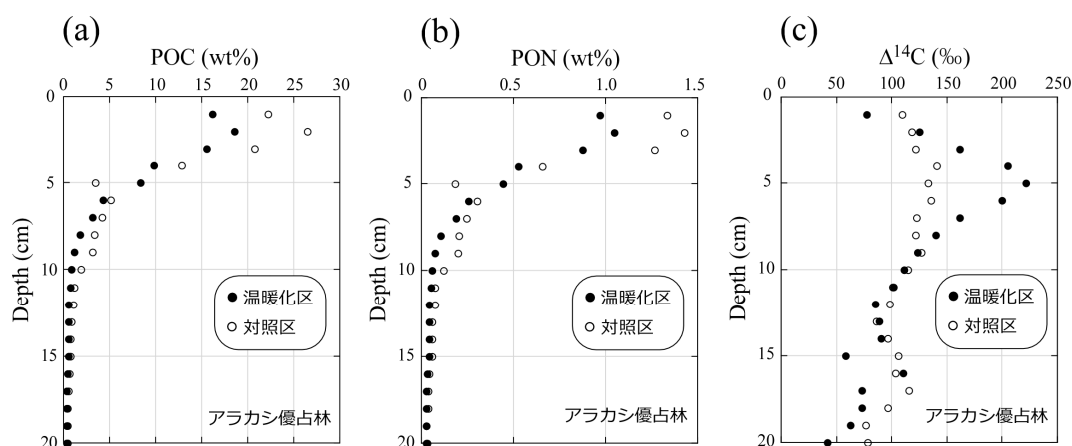 (a)
POC (wt%)
0 5 10 15 20 25 30
0
5
10
15
20
Depth (cm)
温暖化区
対照区
アラカシ優占林
(b)
PON (wt%)
0 0.5 1.0 1.5
0
5
10
15
20
Depth (cm)
温暖化区
対照区
アラカシ優占林
(c)
Δ14C (‰)
0 50 100 150 200 250
0
5
10
15
20
Depth (cm)
温暖化区
対照区
アラカシ優占林